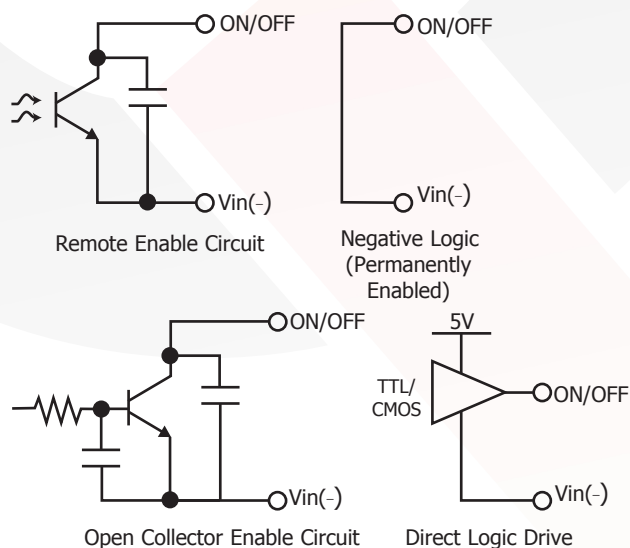 ON/OFF
Vin(-)
Remote Enable Circuit
ON/OFF
Vin(-)
Negative Logic
(Permanently
Enabled)
ON/OFF
Vin(-)
Open Collector Enable Circuit
5V
TTL/
CMOS
ON/OFF
Vin(-)
Direct Logic Drive